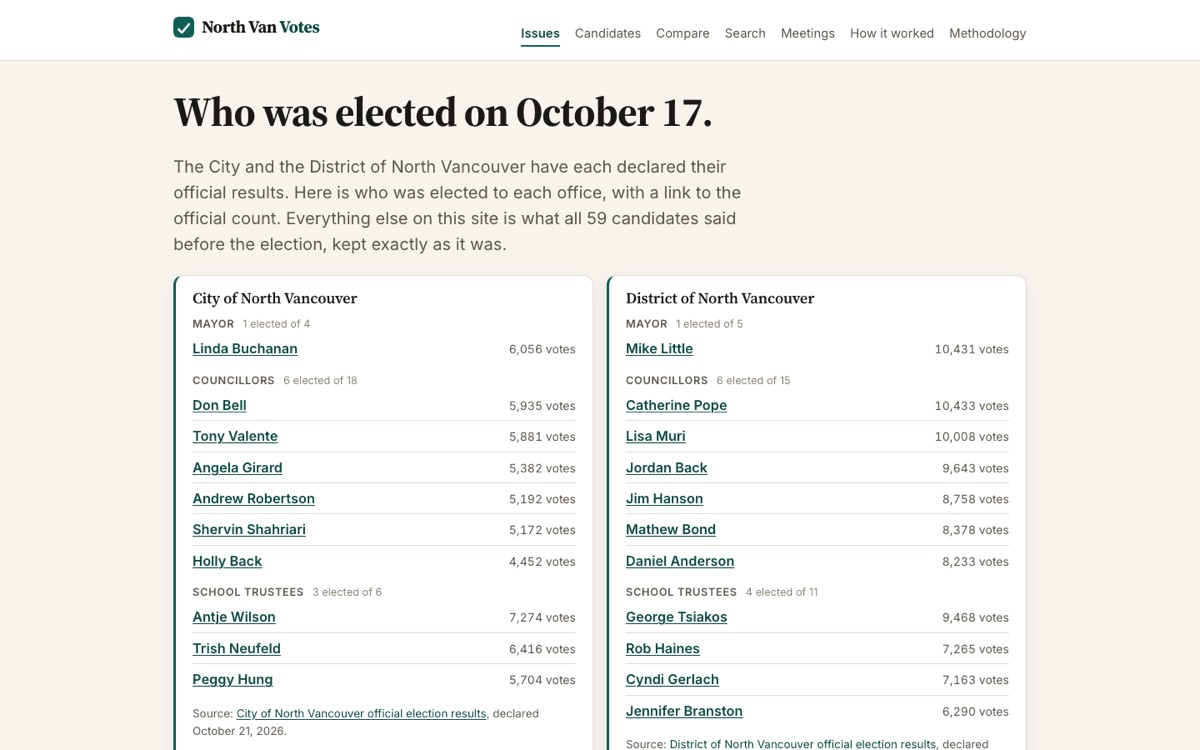 North Van Votes
Issues Candidates Compare Search Meetings How it worked Methodology
Who was elected on October 17.
The City and the District of North Vancouver have each declared their
official results. Here is who was elected to each office, with a link to the
official count. Everything else on this site is what all 59 candidates said
before the election, kept exactly as it was.
City of North Vancouver
MAYOR 1 elected of 4
Linda Buchanan 6,056 votes
COUNCILLORS 6 elected of 18
Don Bell 5,935 votes
Tony Valente 5,881 votes
Angela Girard 5,382 votes
Andrew Robertson 5,192 votes
Shervin Shahriari 5,172 votes
Holly Back 4,452 votes
SCHOOL TRUSTEES 3 elected of 6
Antje Wilson 7,274 votes
Trish Neufeld 6,416 votes
Peggy Hung 5,704 votes
Source: City of North Vancouver official election results, declared
October 21, 2026.
District of North Vancouver
MAYOR 1 elected of 5
Mike Little 10,431 votes
COUNCILLORS 6 elected of 15
Catherine Pope 10,433 votes
Lisa Muri 10,008 votes
Jordan Back 9,643 votes
Jim Hanson 8,758 votes
Mathew Bond 8,378 votes
Daniel Anderson 8,233 votes
SCHOOL TRUSTEES 4 elected of 11
George Tsiakos 9,468 votes
Rob Haines 7,265 votes
Cyndi Gerlach 7,163 votes
Jennifer Branston 6,290 votes
Source: District of North Vancouver official election results, declared